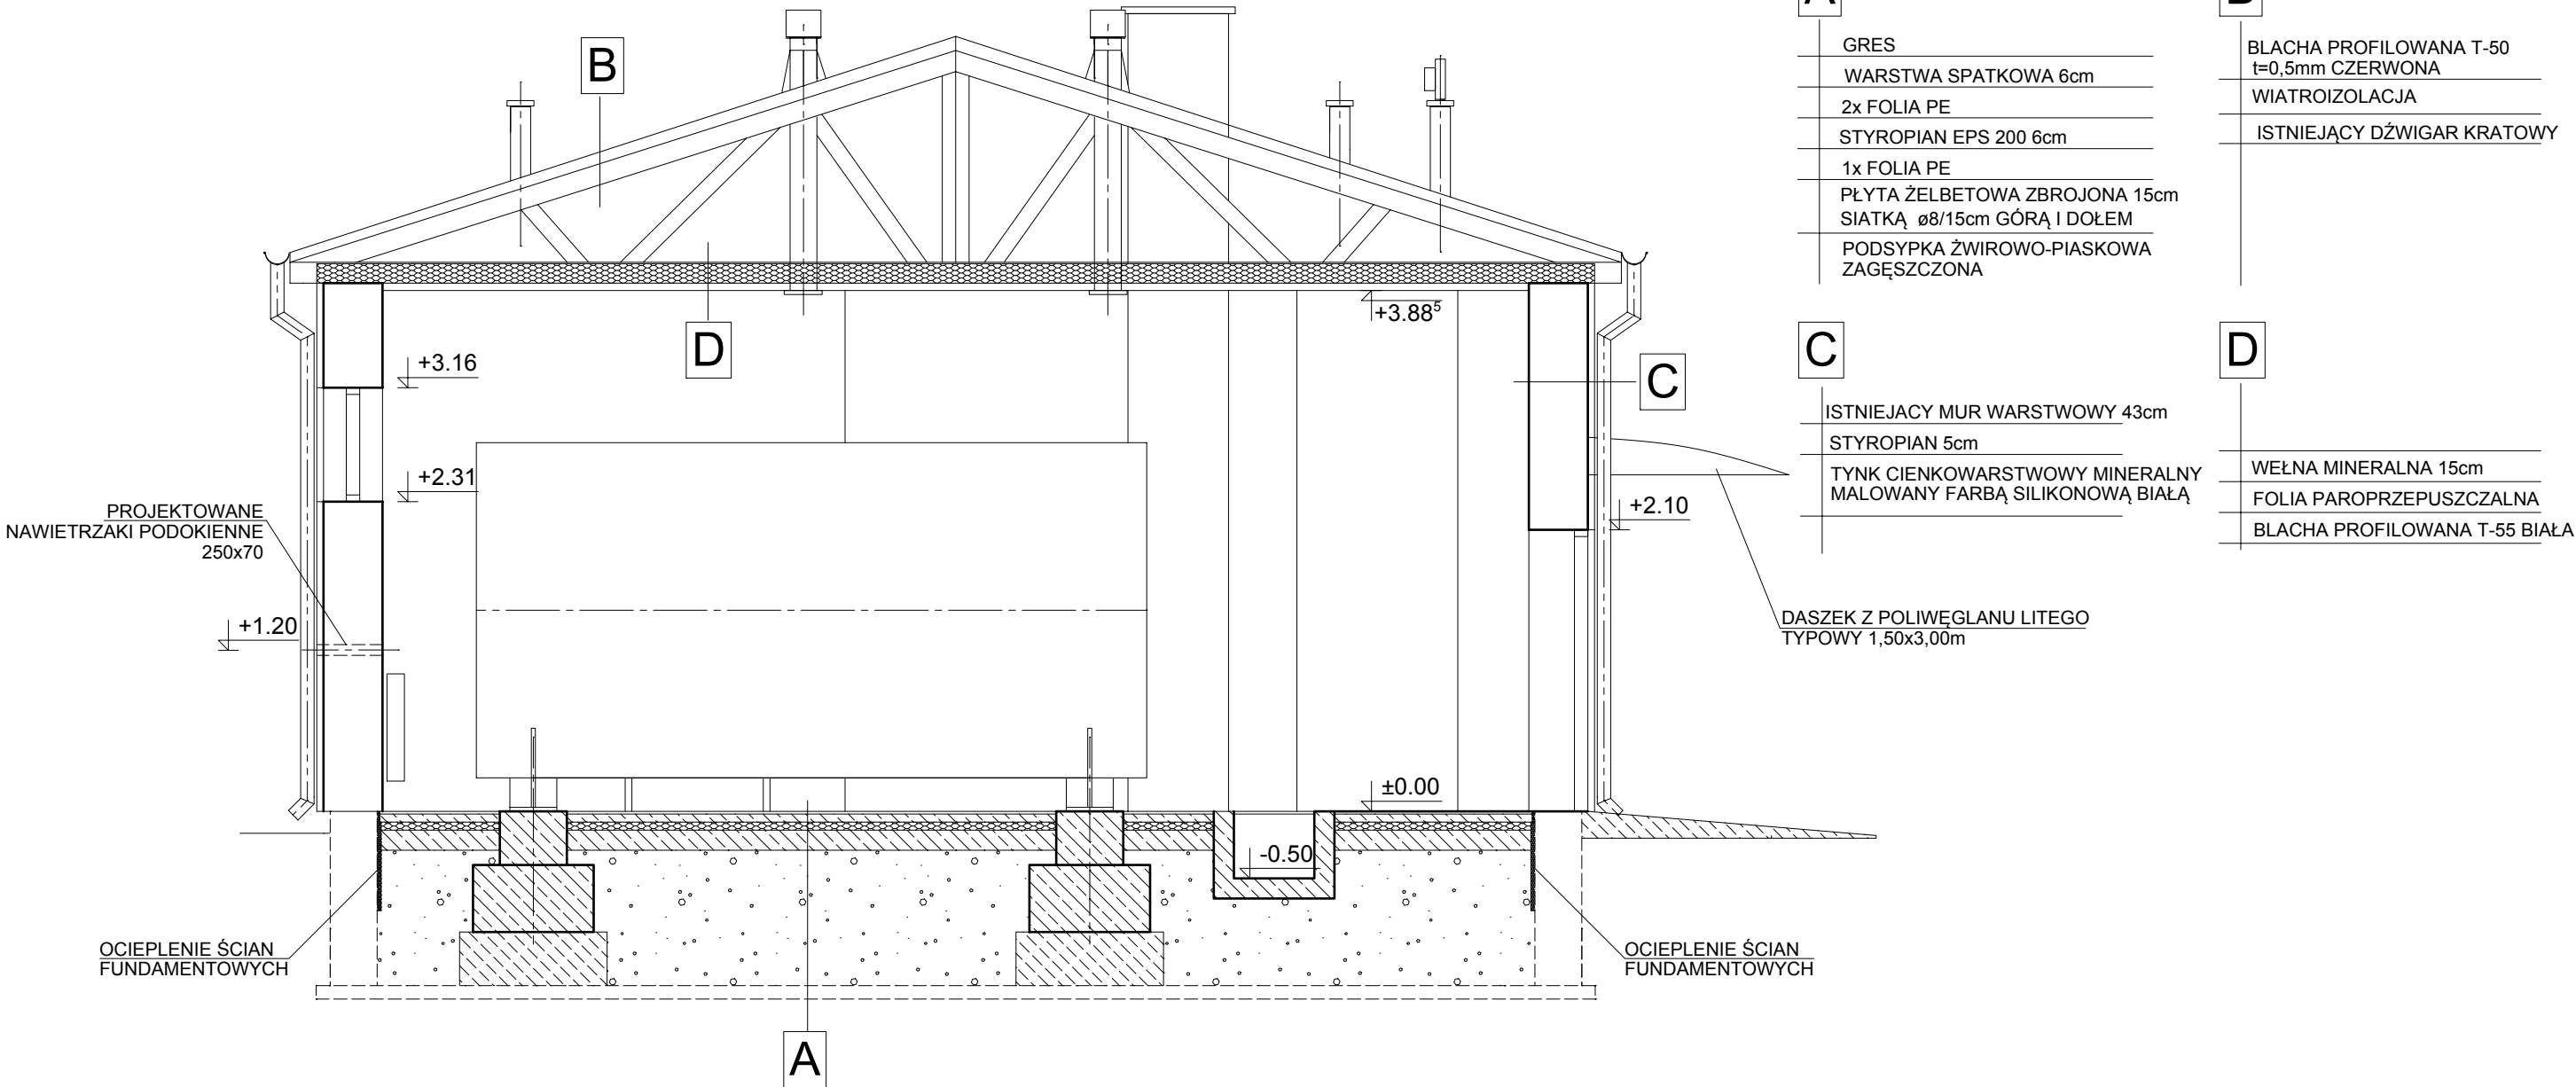 A
GRES
WARSTWA SPATKOWA 6cm
2x FOLIA PE
STYROPIAN EPS 200 6cm
1x FOLIA PE
PŁYTA ŻELBETOWA ZBROJONA 15cm
SIATKĄ ø8/15cm GÓRĄ I DOŁEM
PODSYPKA ŻWIROWO-PIASKOWA
ZAGĘSZCZONA
BLACHA PROFILOWANA T-50
t=0,5mm CZERWONA
WIATROIZOLACJA
ISTNIEJĄCY DŹWIGAR KRATOWY
B
D
+3.88⁵
+3.16
+2.31
C
+2.10
PROJEKTOWANE
NAWIETRZAKI PODOKIENNE
250x70
+1.20
±0.00
-0.50
C
ISTNIEJACY MUR WARSTWOWY 43cm
STYROPIAN 5cm
TYNK CIENKOWARSTWOWY MINERALNY
MALOWANY FARBĄ SILIKONOWĄ BIAŁĄ
D
WEŁNA MINERALNA 15cm
FOLIA PAROPRZEPUSZCZALNA
BLACHA PROFILOWANA T-55 BIAŁA
DASZEK Z POLIWĘGLANU LITEGO
TYPOWY 1,50x3,00m
OCIEPLENIE ŚCIAN
FUNDAMENTOWYCH
OCIEPLENIE ŚCIAN
FUNDAMENTOWYCH
A